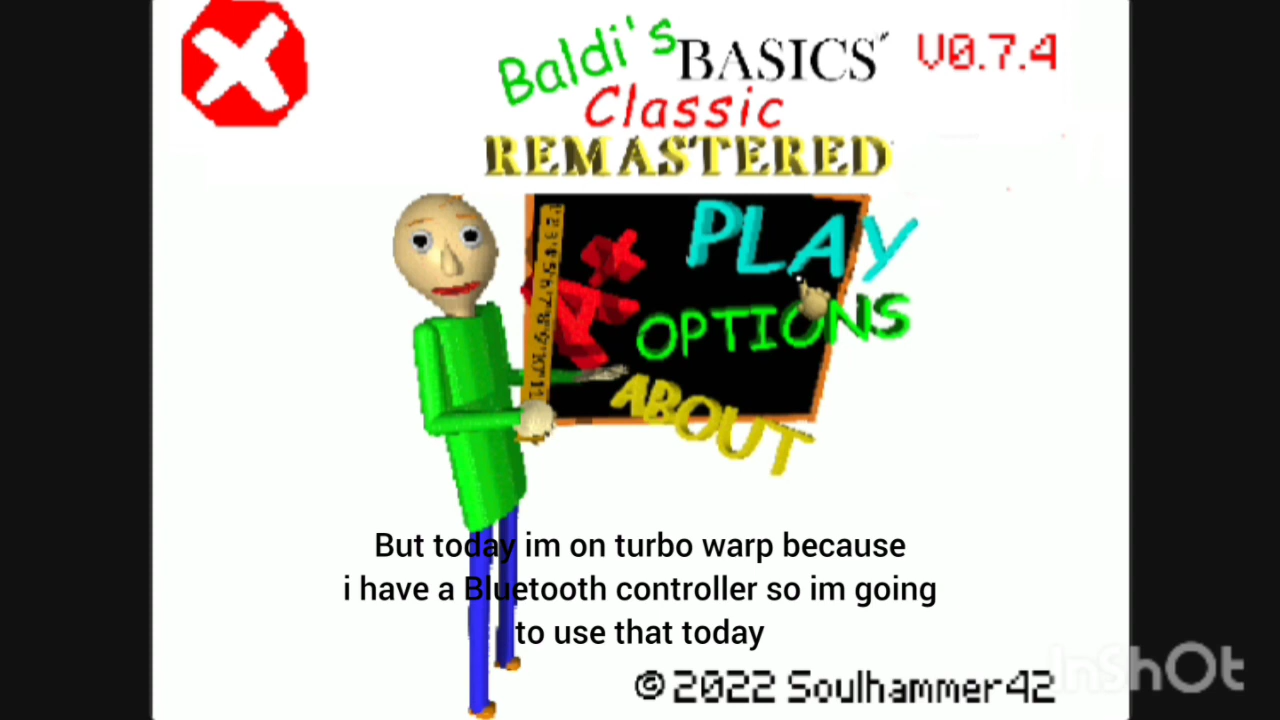 Baldi's BASICS V0.7.4
Classic
REMASTERED
PLAY
OPTIONS
ABOUT
But today im on turbo warp because
i have a Bluetooth controller so im going
to use that today
©2022 Soulhammer42
InShOt